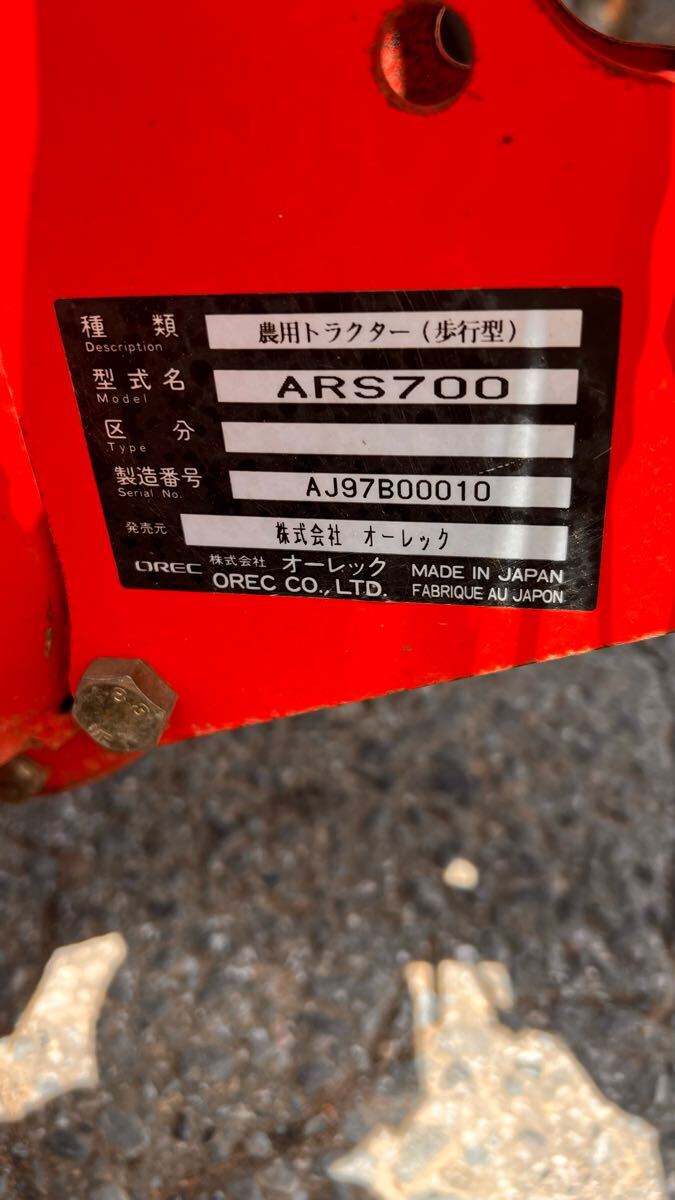 種類 農用トラクター（歩行型）
Description
型式名 ARS700
Model
区分
Type
製造番号 AJ97B00010
Serial No.
発売元 株式会社 オーレック
OREC 株式会社 オーレック MADE IN JAPAN
OREC CO., LTD. FABRIQUE AU JAPON
8.8